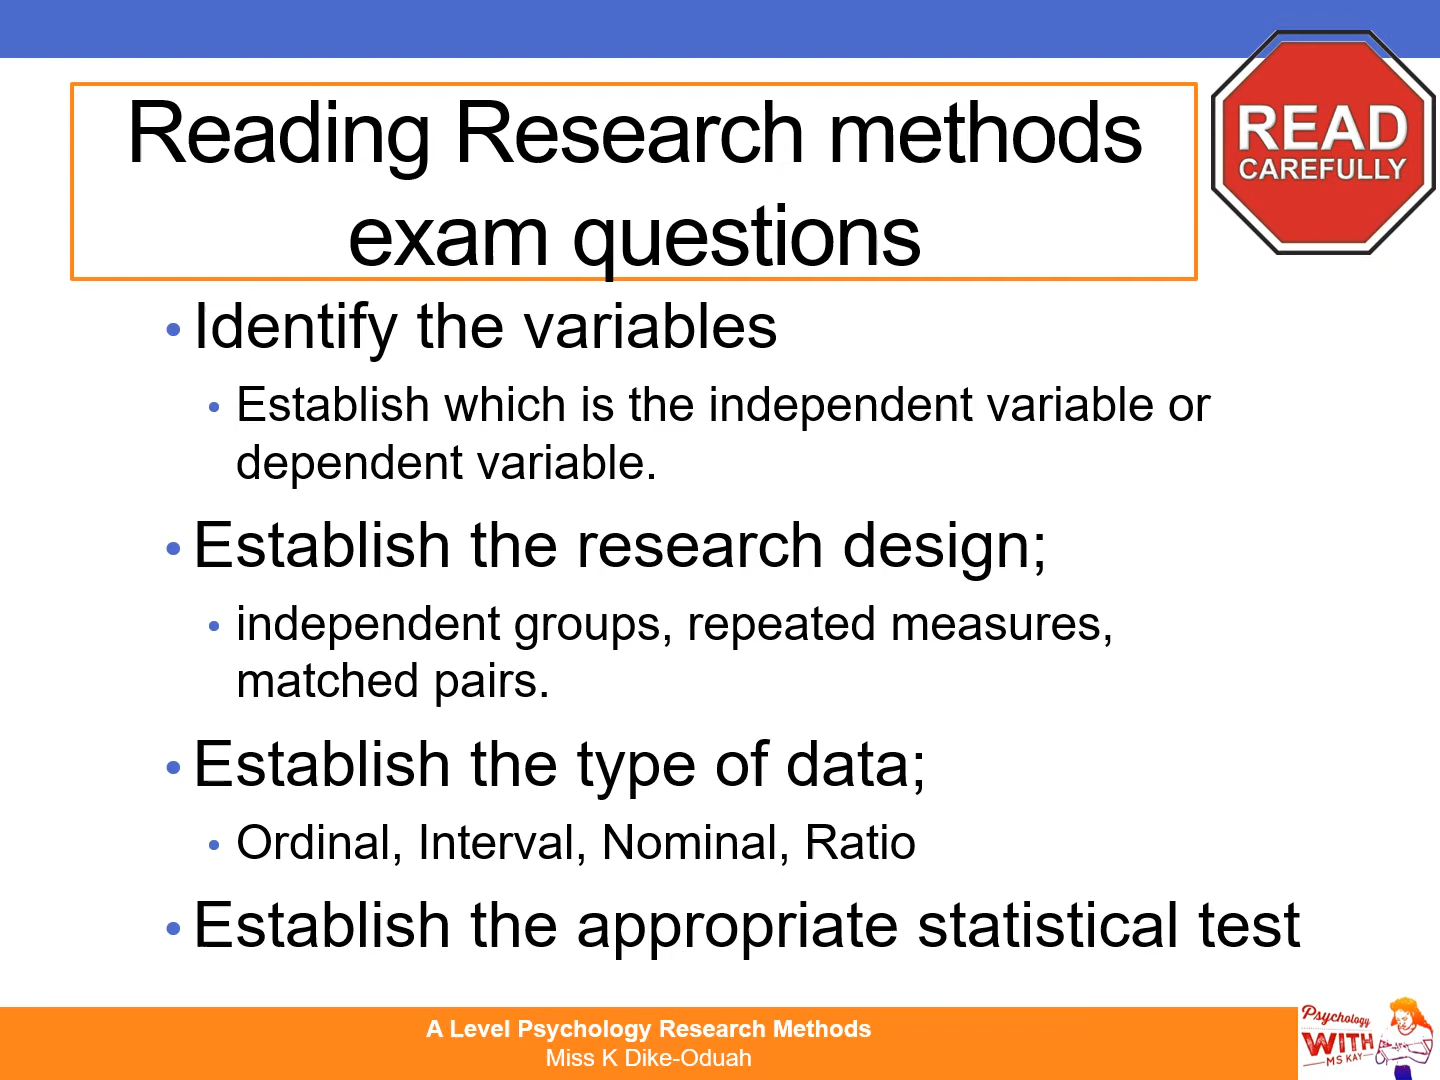 Reading Research methods
exam questions
READ
CAREFULLY
• Identify the variables
• Establish which is the independent variable or
dependent variable.
• Establish the research design;
• independent groups, repeated measures,
matched pairs.
• Establish the type of data;
• Ordinal, Interval, Nominal, Ratio
• Establish the appropriate statistical test
A Level Psychology Research Methods
Miss K Dike-Oduah
Psychology
WITH
MS KAY